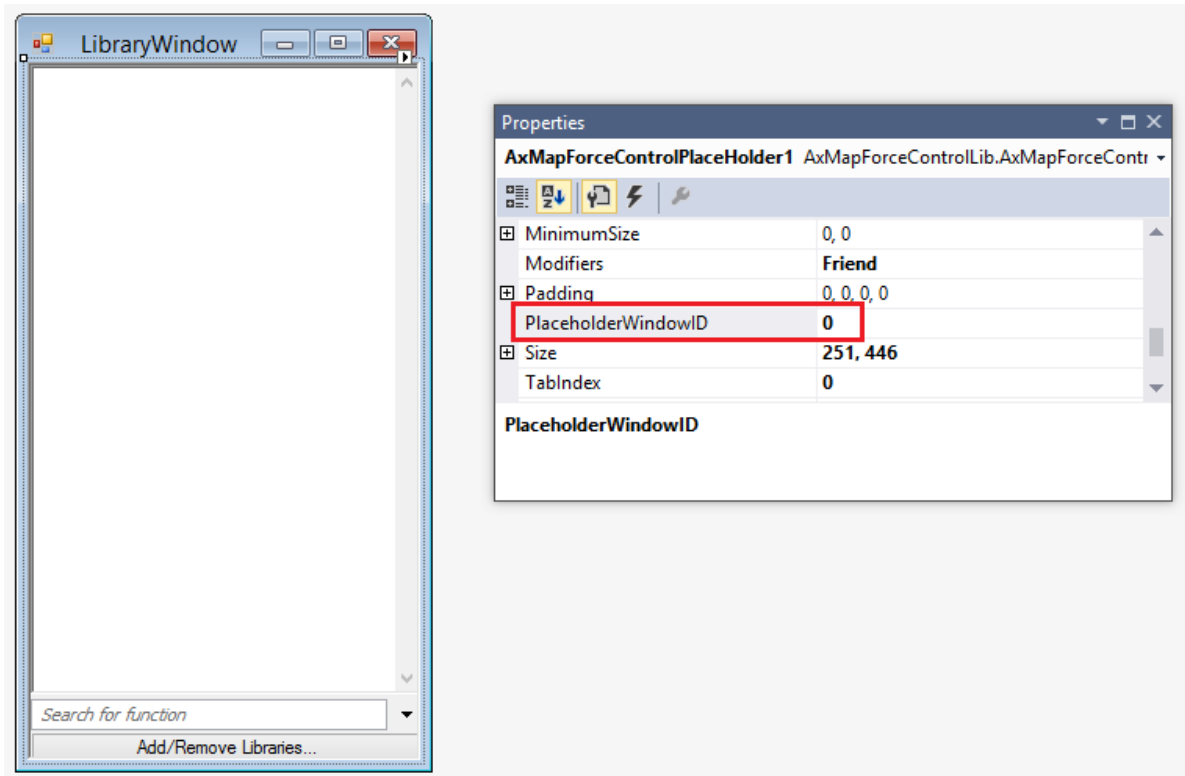 LibraryWindow
Search for function
Add/Remove Libraries...
Properties
AxMapForceControlPlaceHolder1 AxMapForceControlLib.AxMapForceContr
MinimumSize 0, 0
Modifiers Friend
Padding 0, 0, 0, 0
PlaceholderWindowID 0
Size 251, 446
TabIndex 0
PlaceholderWindowID